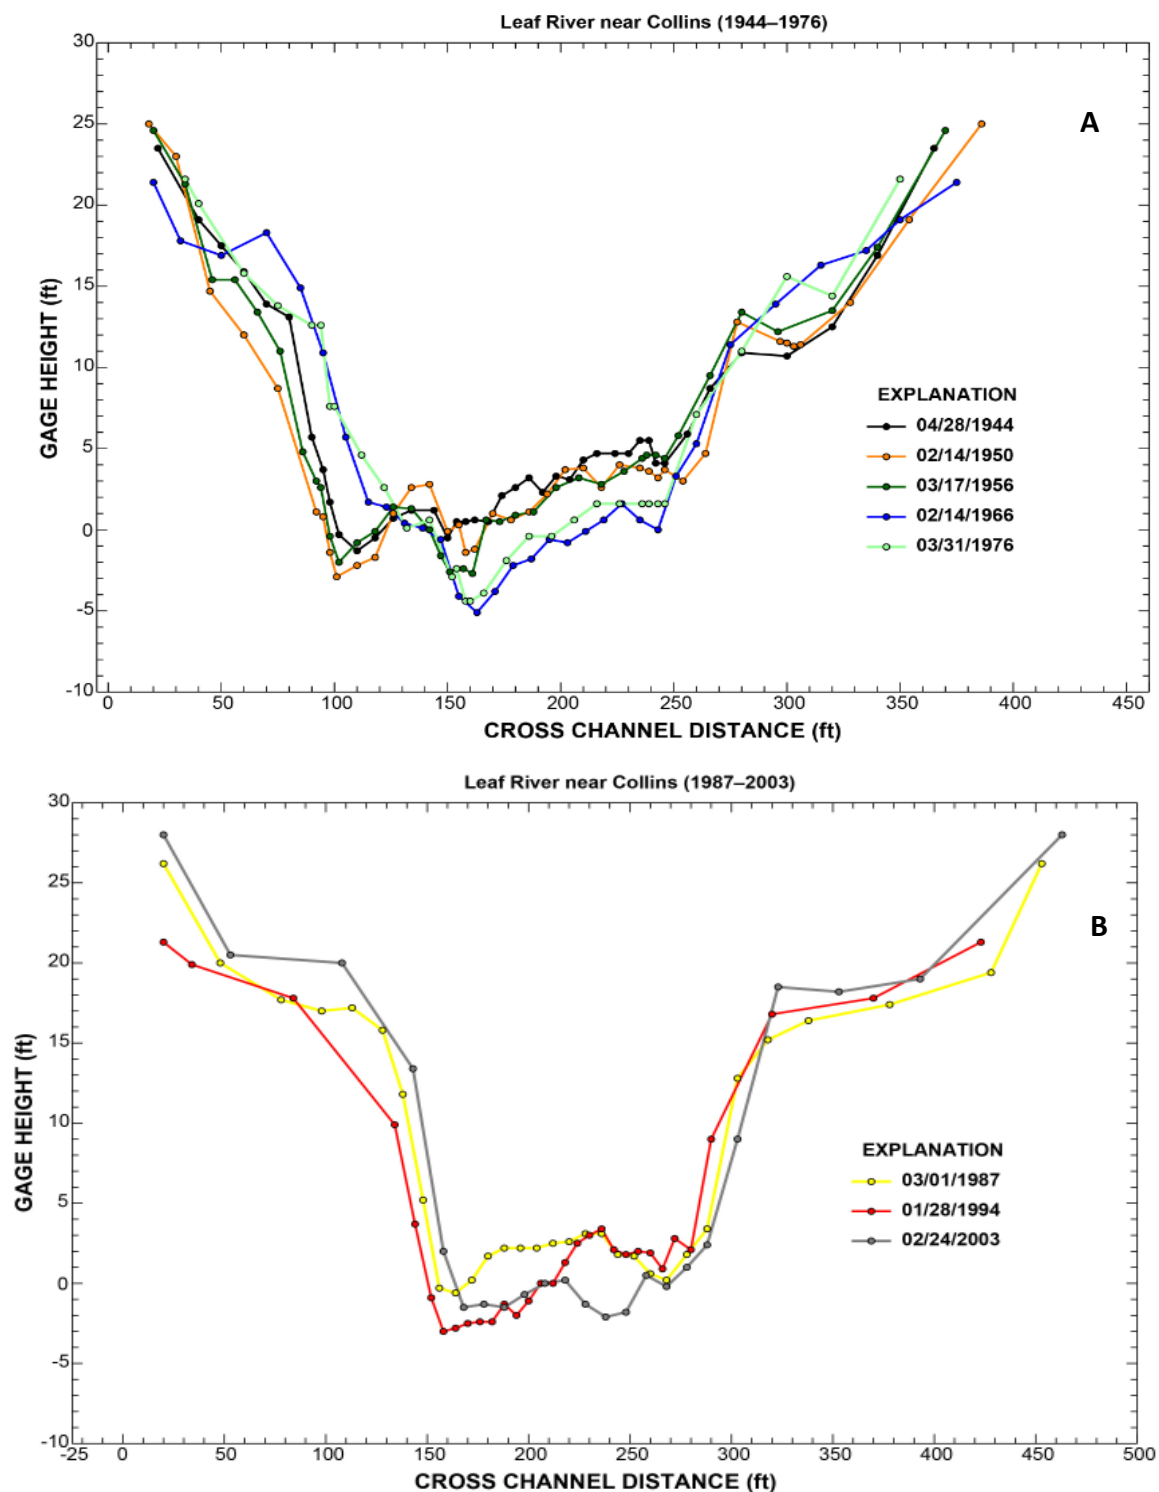 Leaf River near Collins (1944–1976)
30
25
20
15
10
5
0
-5
-10
GAGE HEIGHT (ft)
A
EXPLANATION
04/28/1944
02/14/1950
03/17/1956
02/14/1966
03/31/1976
0 50 100 150 200 250 300 350 400 450
CROSS CHANNEL DISTANCE (ft)
Leaf River near Collins (1987–2003)
30
25
20
15
10
5
0
-5
-10
GAGE HEIGHT (ft)
B
EXPLANATION
03/01/1987
01/28/1994
02/24/2003
-25 0 50 100 150 200 250 300 350 400 450 500
CROSS CHANNEL DISTANCE (ft)